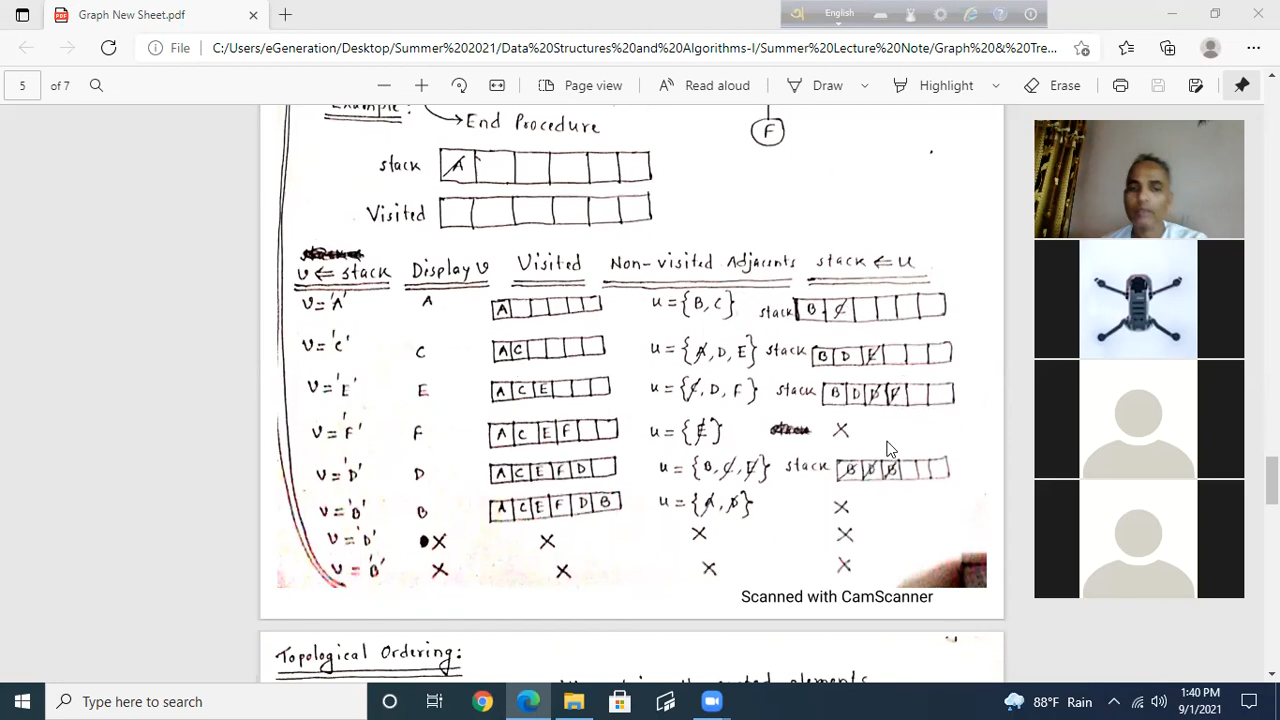 Graph New Sheet.pdf
English
File
C:/Users/eGeneration/Desktop/Summer%202021/Data%20Structures%20and%20Algorithms-I/Summer%20Lecture%20Note/Graph%20&%20Tre...
5 of 7
Page view
Read aloud
Draw
Highlight
Erase
Example:
End Procedure
F
stack A
Visited
v ⇐ stack Display v Visited Non-visited Adjacents stack ⇐ u
v = 'A' A A u = {B, C} stack B C
v = 'C' C A C u = {A, D, E} stack B D E
v = 'E' E A C E u = {C, D, F} stack B D D F
v = 'F' F A C E F u = {E} X
v = 'D' D A C E F D u = {B, C, E} stack B D B
v = 'B' B A C E F D B u = {A, D} X
v = 'D' X X X X
v = 'B' X X X X
Scanned with CamScanner
Topological Ordering:
elements
Type here to search
88°F Rain
1:40 PM
9/1/2021